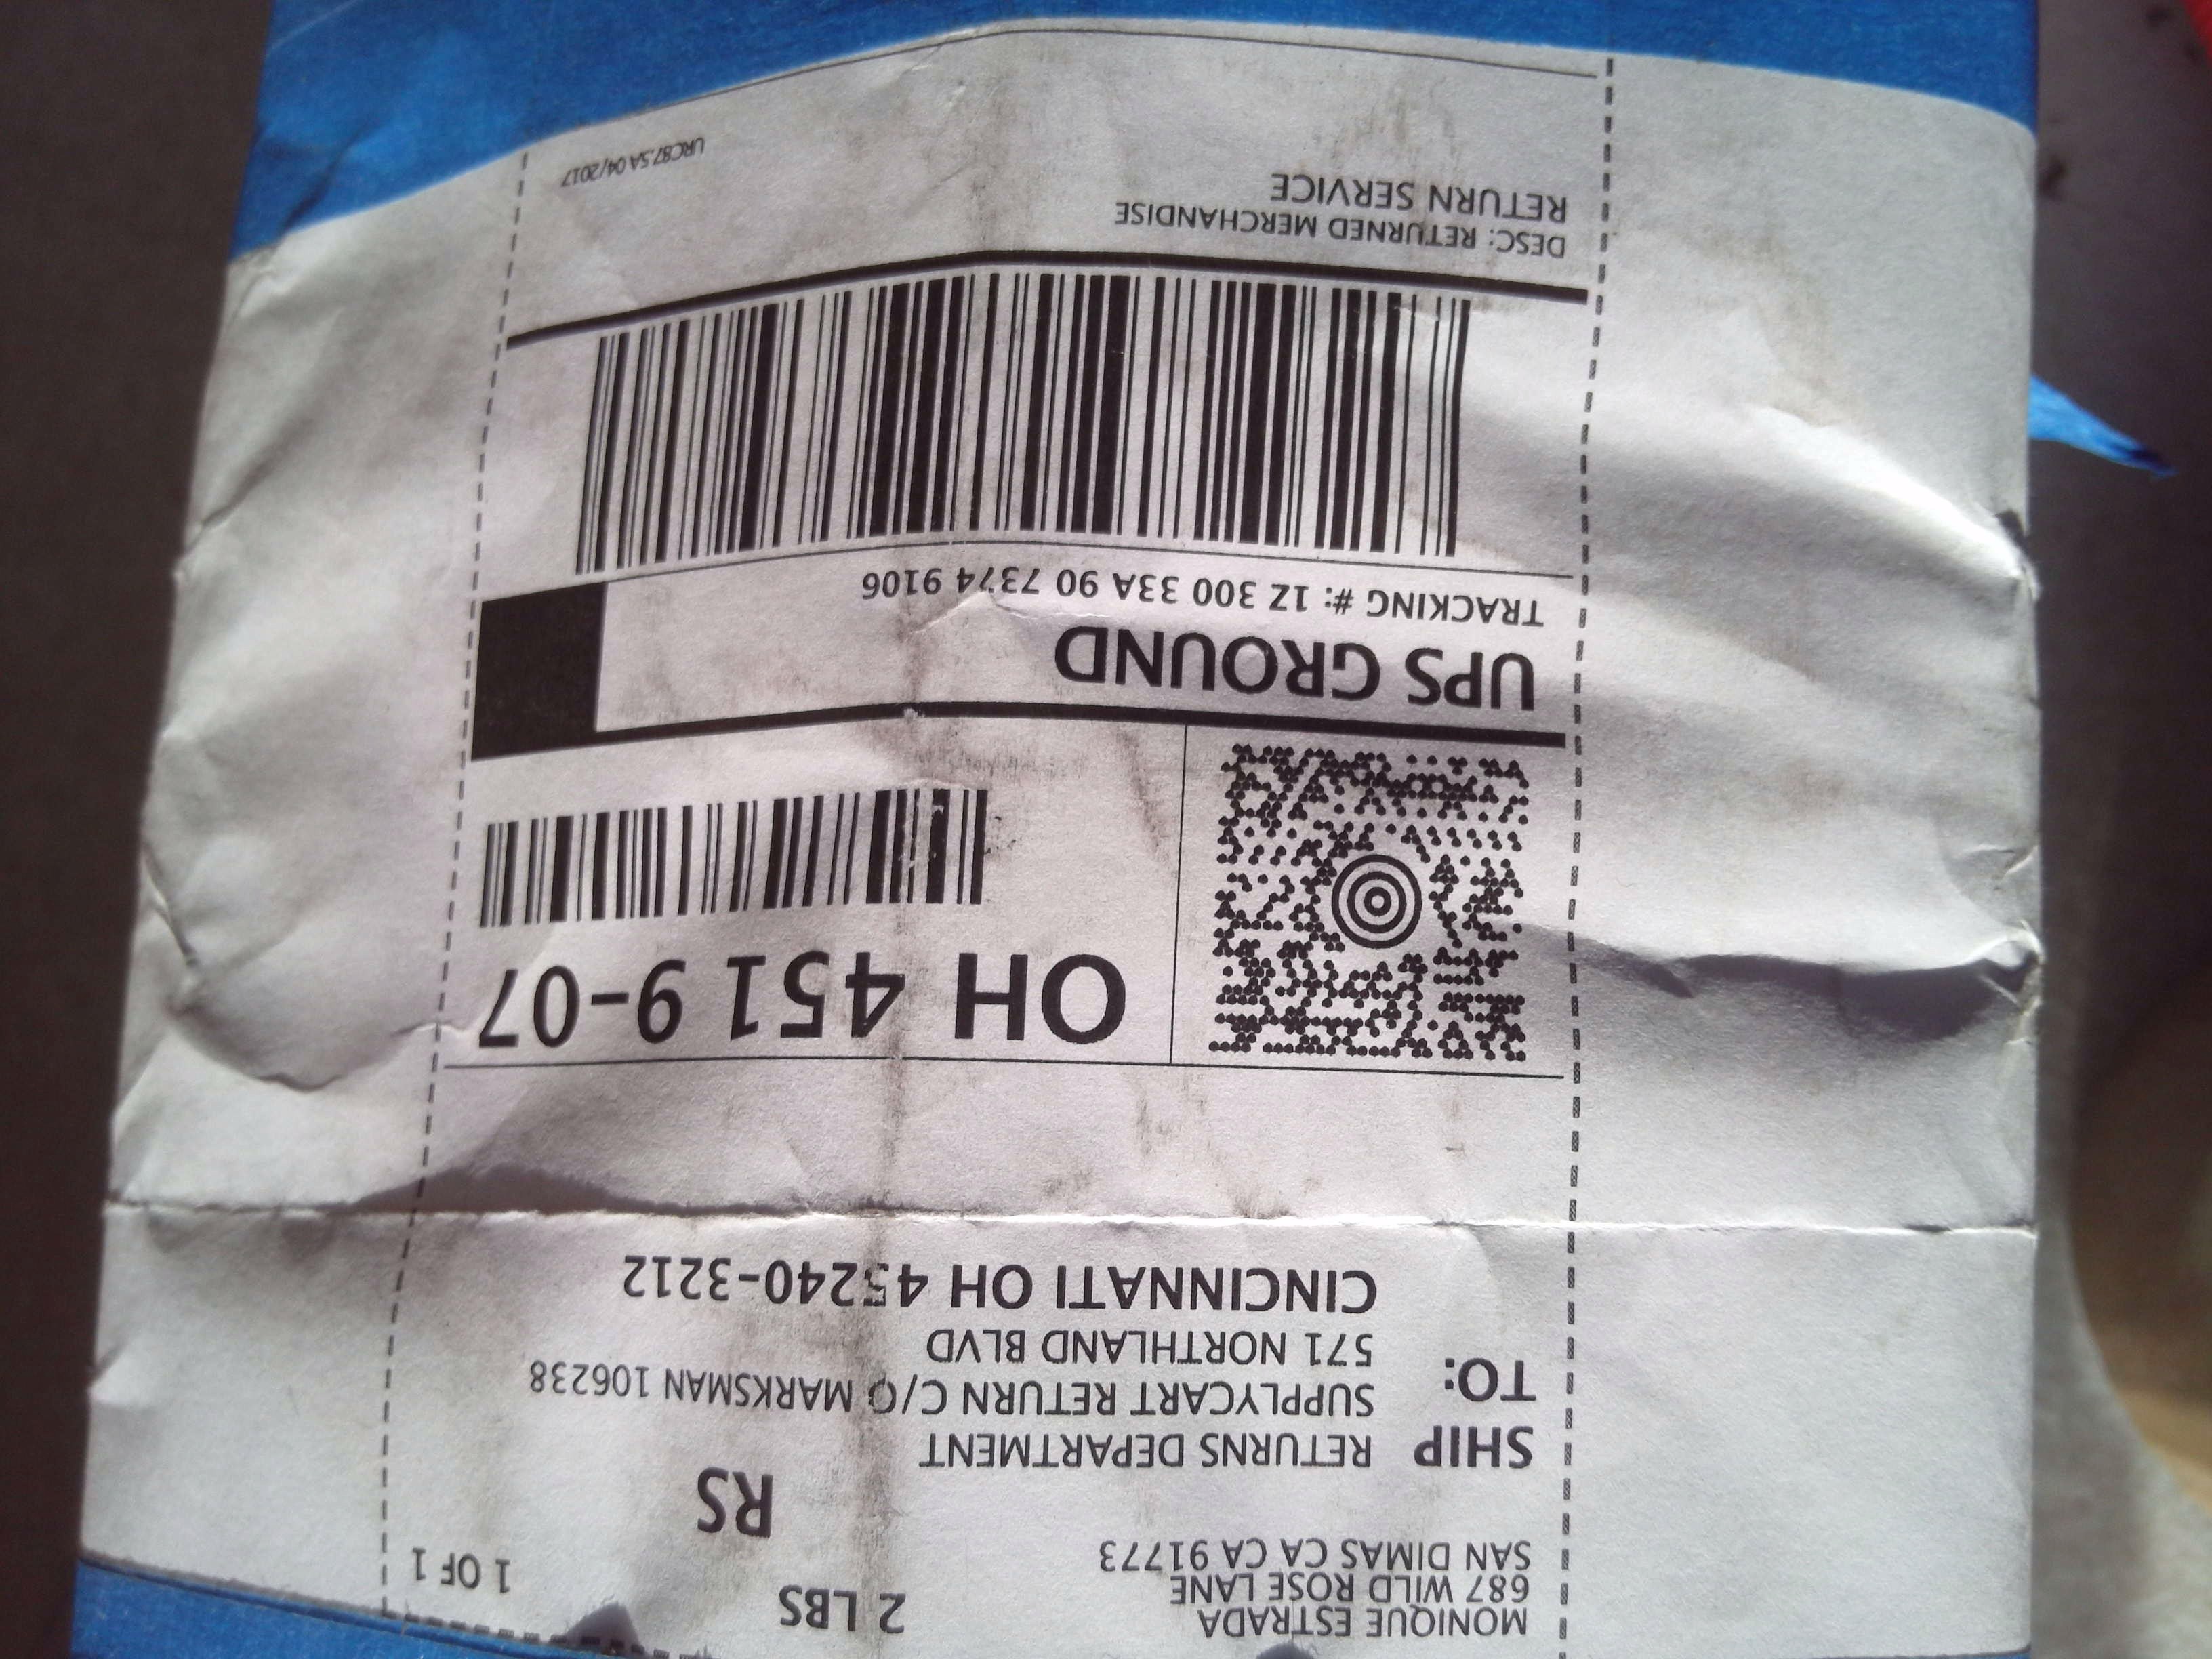 MONIQUE ESTRADA
687 WILD ROSE LANE
SAN DIMAS CA CA 91773
2 LBS
1 OF 1
RS
SHIP TO:
RETURNS DEPARTMENT
SUPPLYCART RETURN C/O MARKSMAN 106238
571 NORTHLAND BLVD
CINCINNATI OH 45240-3212
OH 451 9-07
UPS GROUND
TRACKING #: 1Z 300 33A 90 7374 9106
DESC: RETURNED MERCHANDISE
RETURN SERVICE
URC87.5A 04/2017